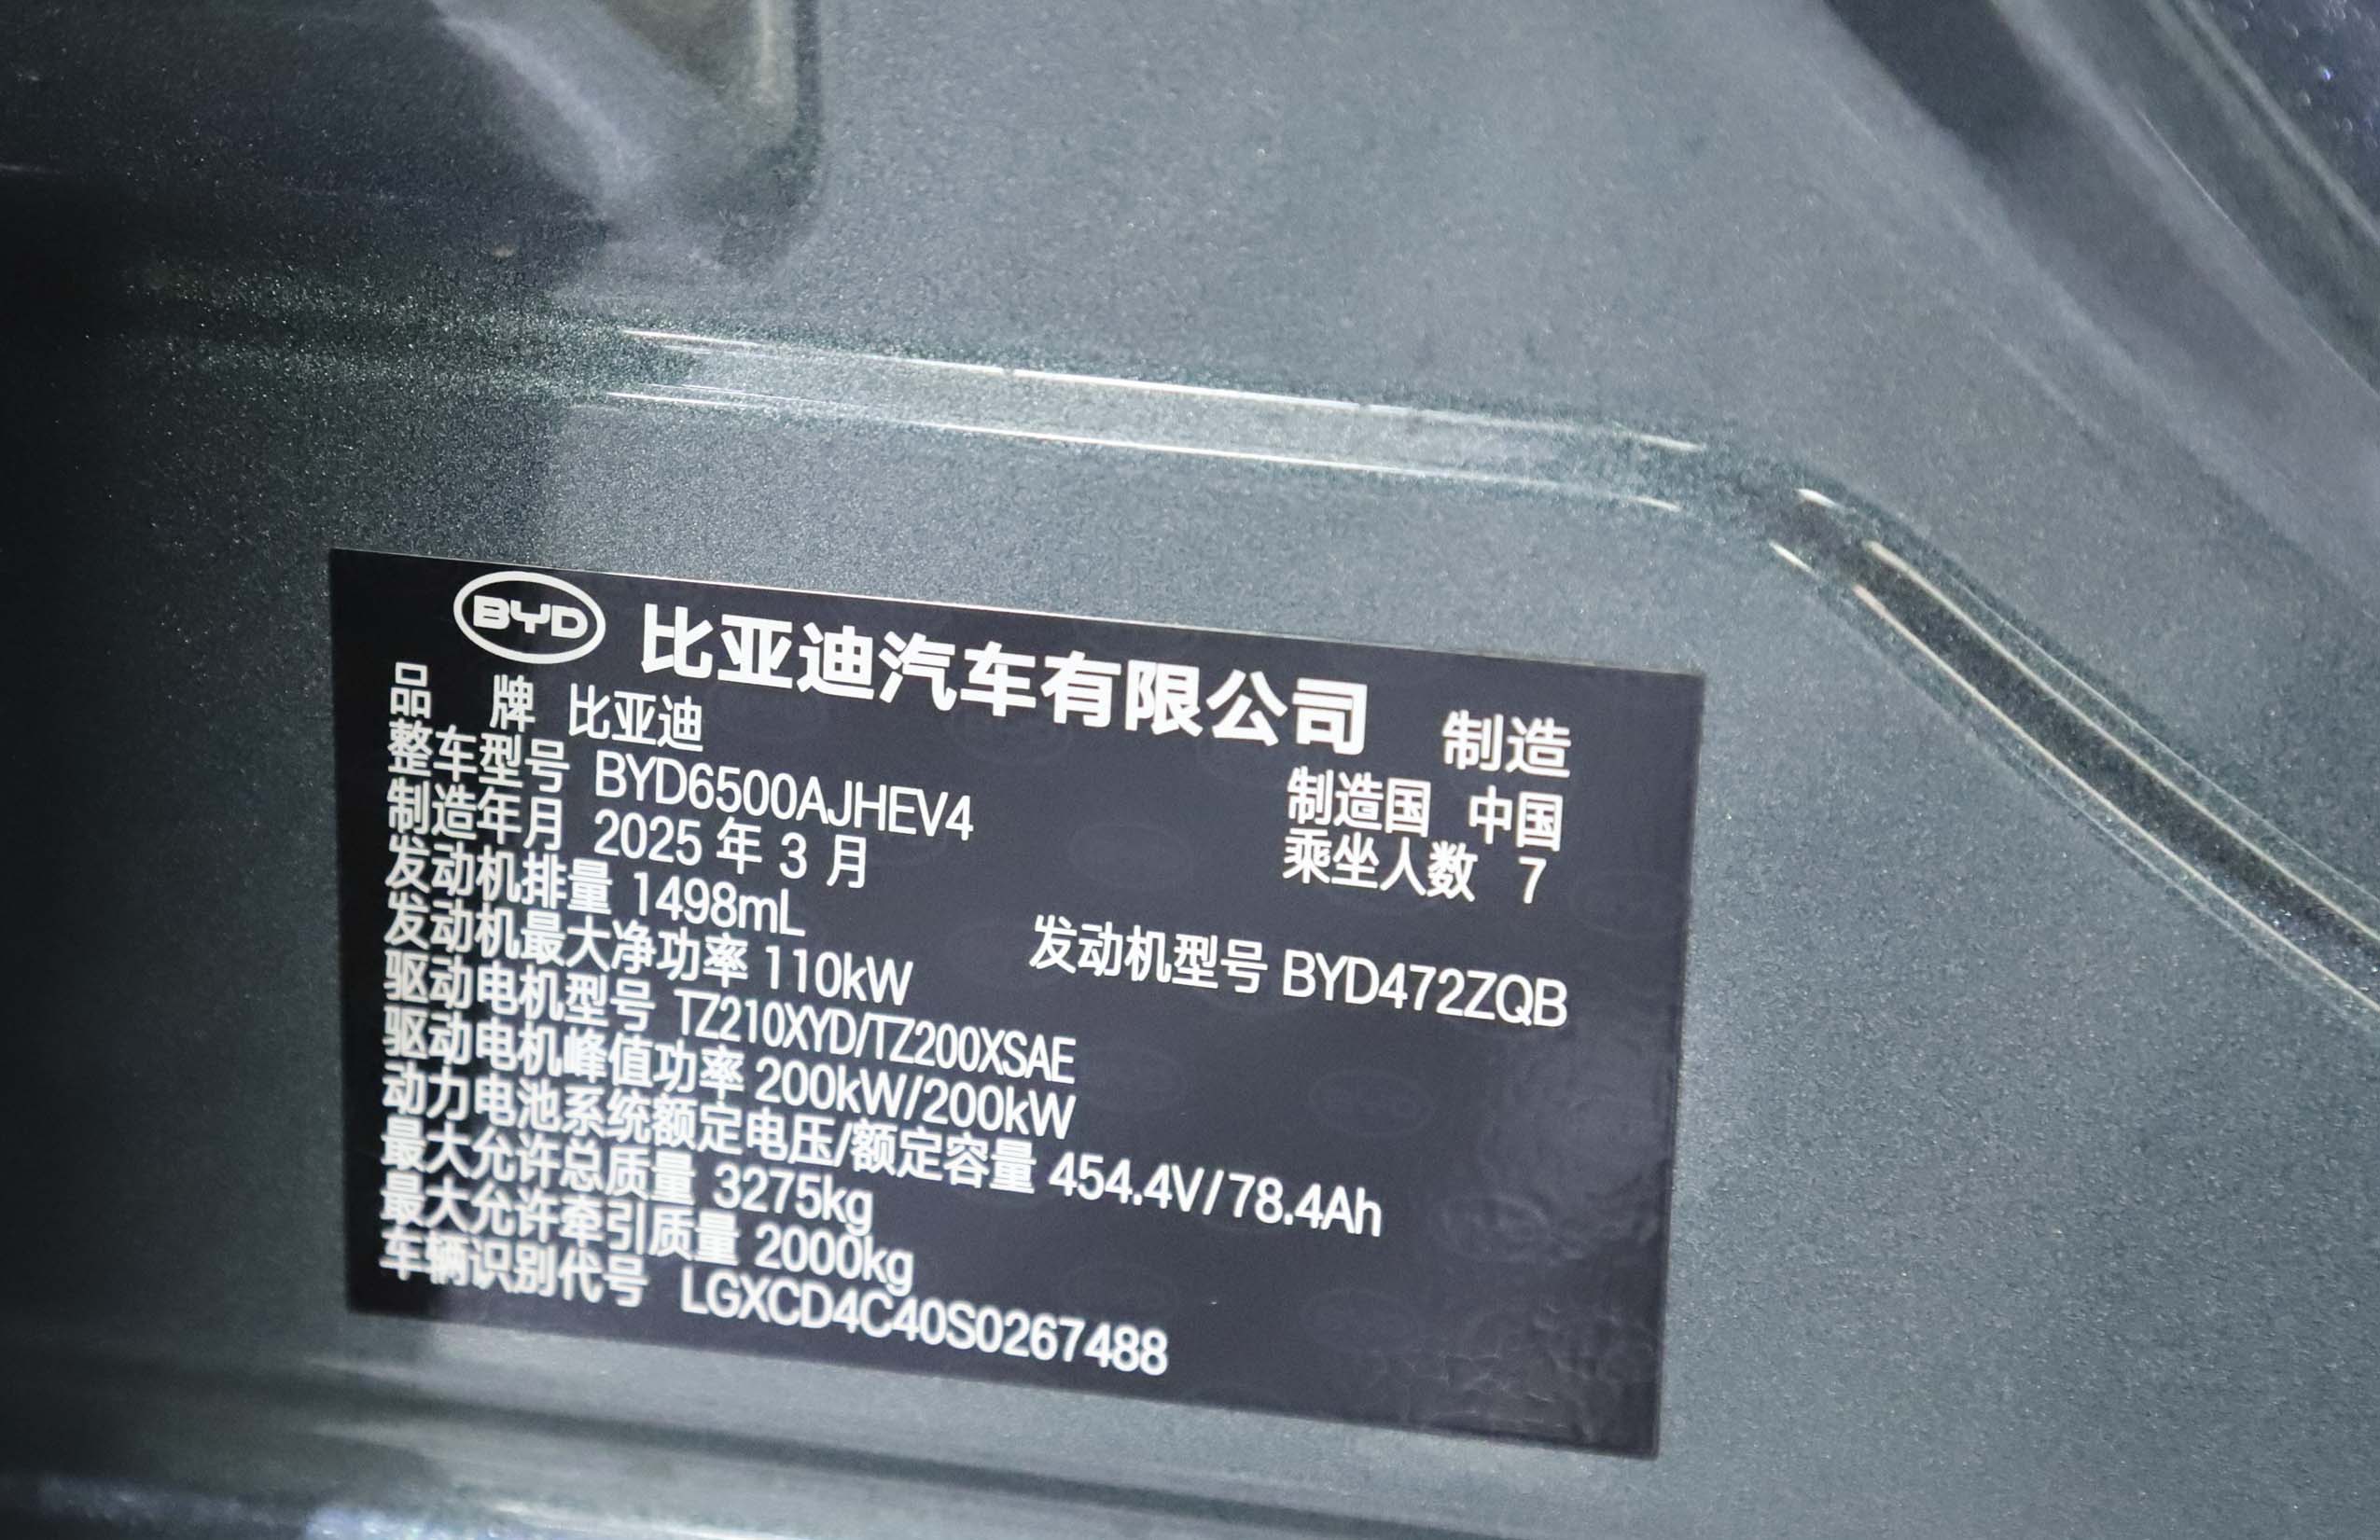 BYD 比亚迪汽车有限公司 制造
品 牌 比亚迪
制造国 中国
整车型号 BYD6500AJHEV4
乘坐人数 7
制造年月 2025 年 3 月
发动机排量 1498mL
发动机型号 BYD472ZQB
发动机最大净功率 110kW
驱动电机型号 TZ210XYD/TZ200XSAE
驱动电机峰值功率 200kW/200kW
动力电池系统额定电压/额定容量 454.4V/78.4Ah
最大允许总质量 3275kg
最大允许牵引质量 2000kg
车辆识别代号 LGXCD4C40S0267488